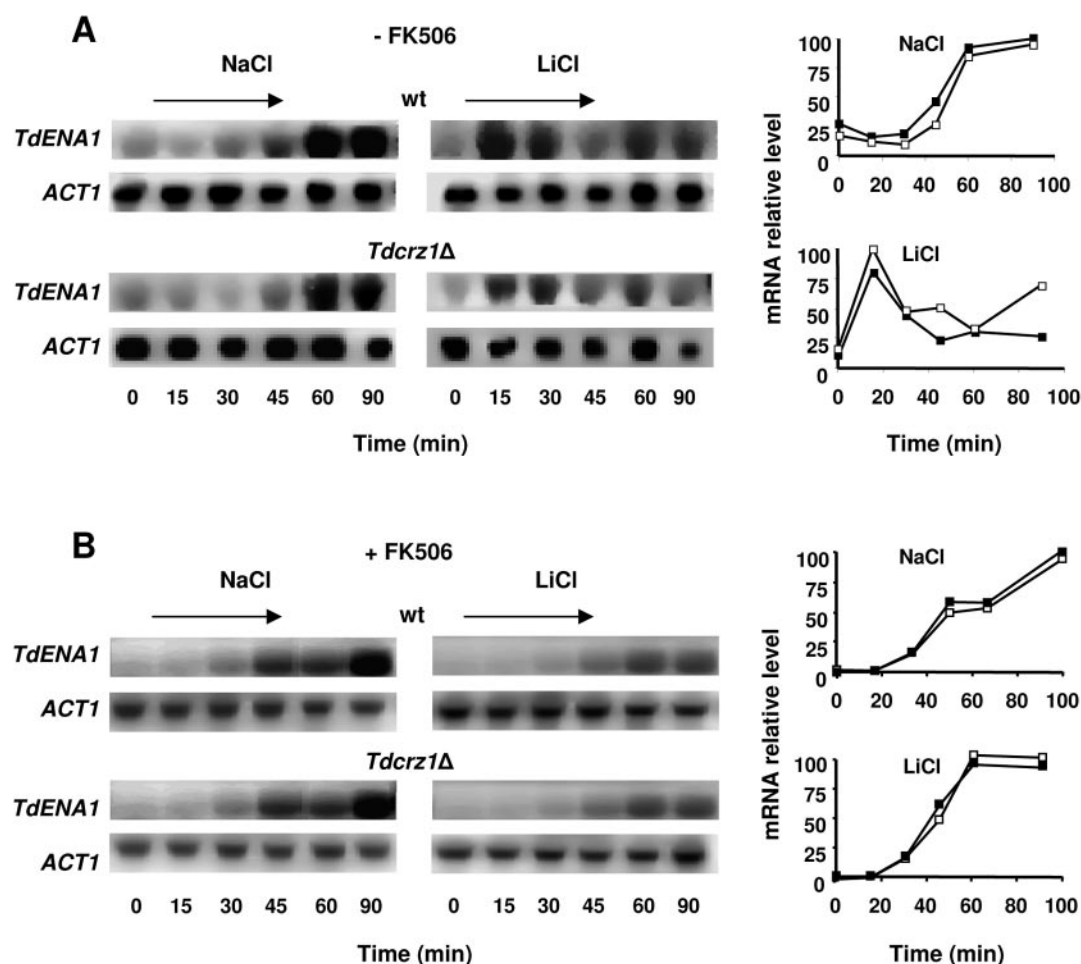 A
- FK506
NaCl
LiCl
wt
TdENA1
ACT1
Tdcrz1Δ
TdENA1
ACT1
0 15 30 45 60 90 0 15 30 45 60 90
Time (min)
mRNA relative level
NaCl
100
75
50
25
0
0 20 40 60 80 100
LiCl
100
75
50
25
0
0 20 40 60 80 100
Time (min)
B
+ FK506
NaCl
LiCl
wt
TdENA1
ACT1
Tdcrz1Δ
TdENA1
ACT1
0 15 30 45 60 90 0 15 30 45 60 90
Time (min)
mRNA relative level
NaCl
100
75
50
25
0
0 20 40 60 80 100
LiCl
100
75
50
25
0
0 20 40 60 80 100
Time (min)